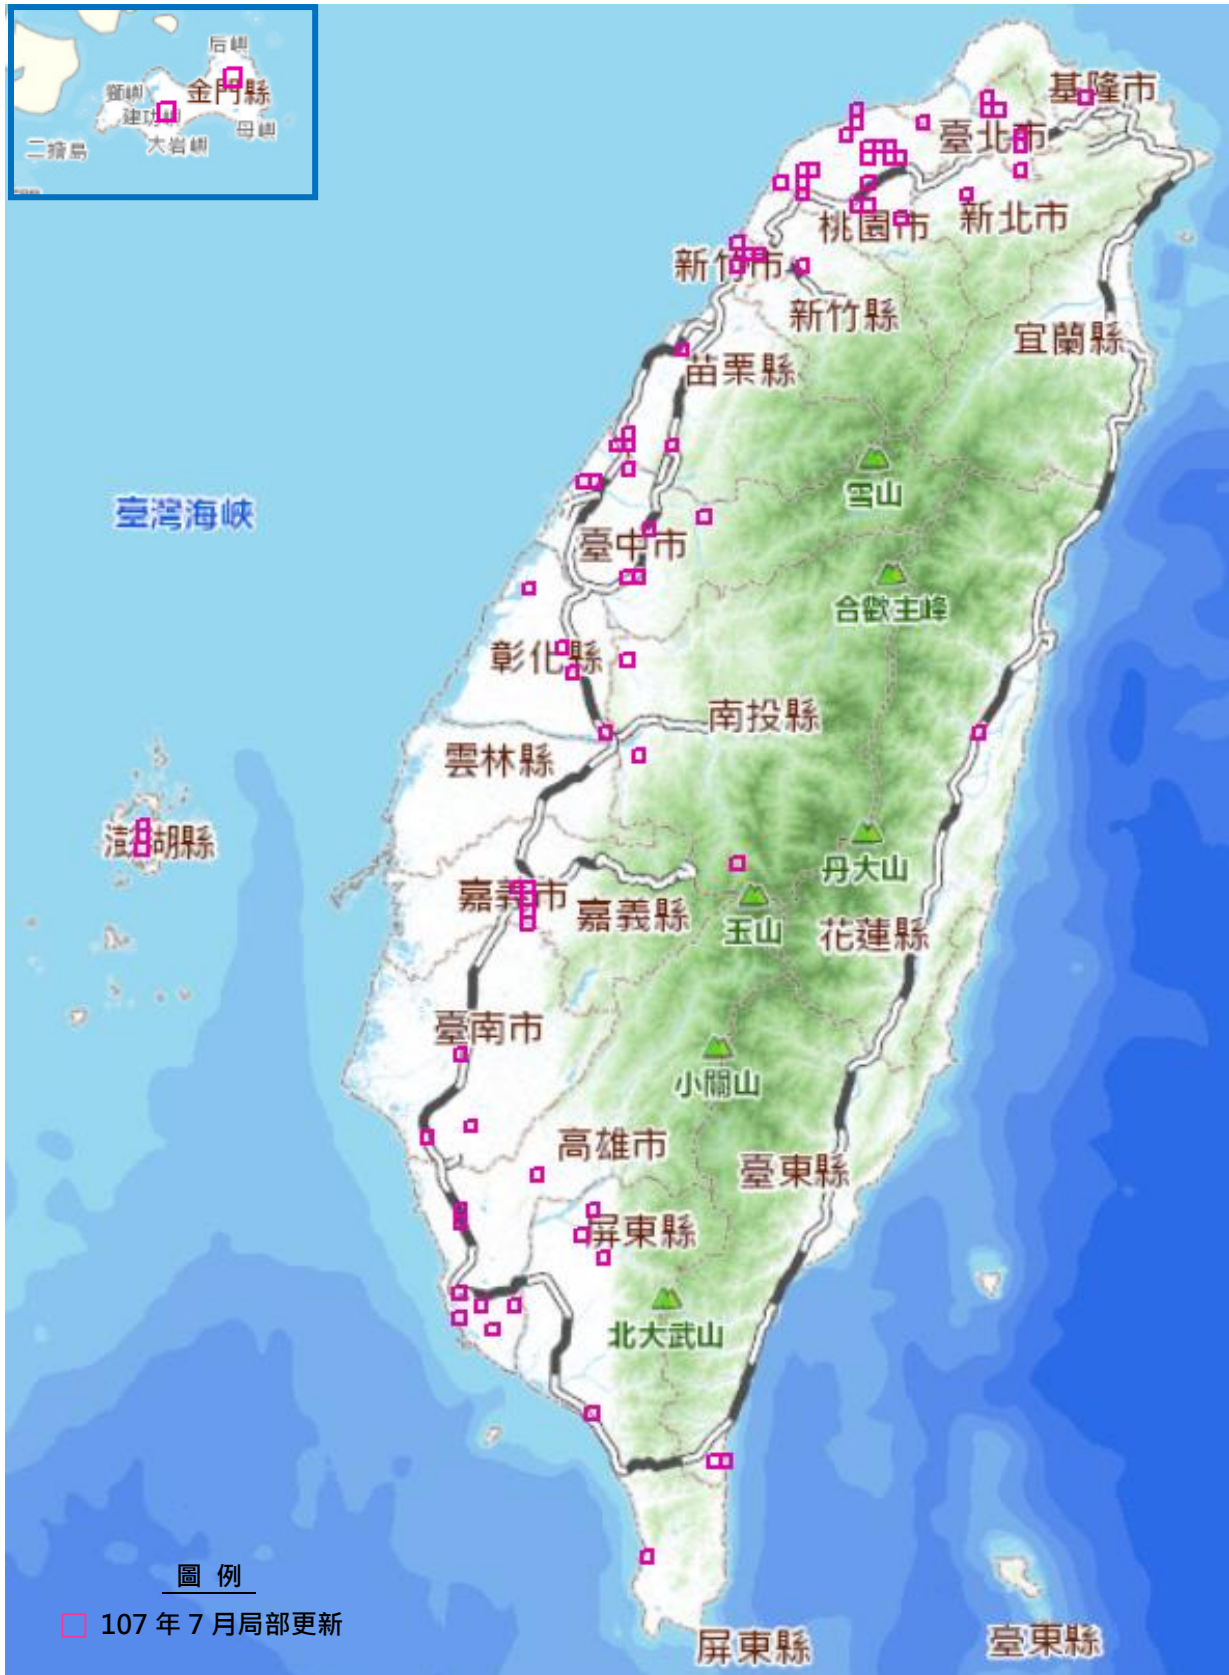 后嶼
獅嶼
金門縣
建功嶼
母嶼
大岩嶼
二擔島
基隆市
臺北市
新北市
桃園市
新竹市
新竹縣
宜蘭縣
苗栗縣
雪山
臺灣海峽
臺中市
合歡主峰
彰化縣
南投縣
雲林縣
澎湖縣
丹大山
嘉義市
嘉義縣
玉山
花蓮縣
臺南市
小關山
高雄市
臺東縣
屏東縣
北大武山
圖 例
107 年 7 月局部更新
屏東縣
臺東縣